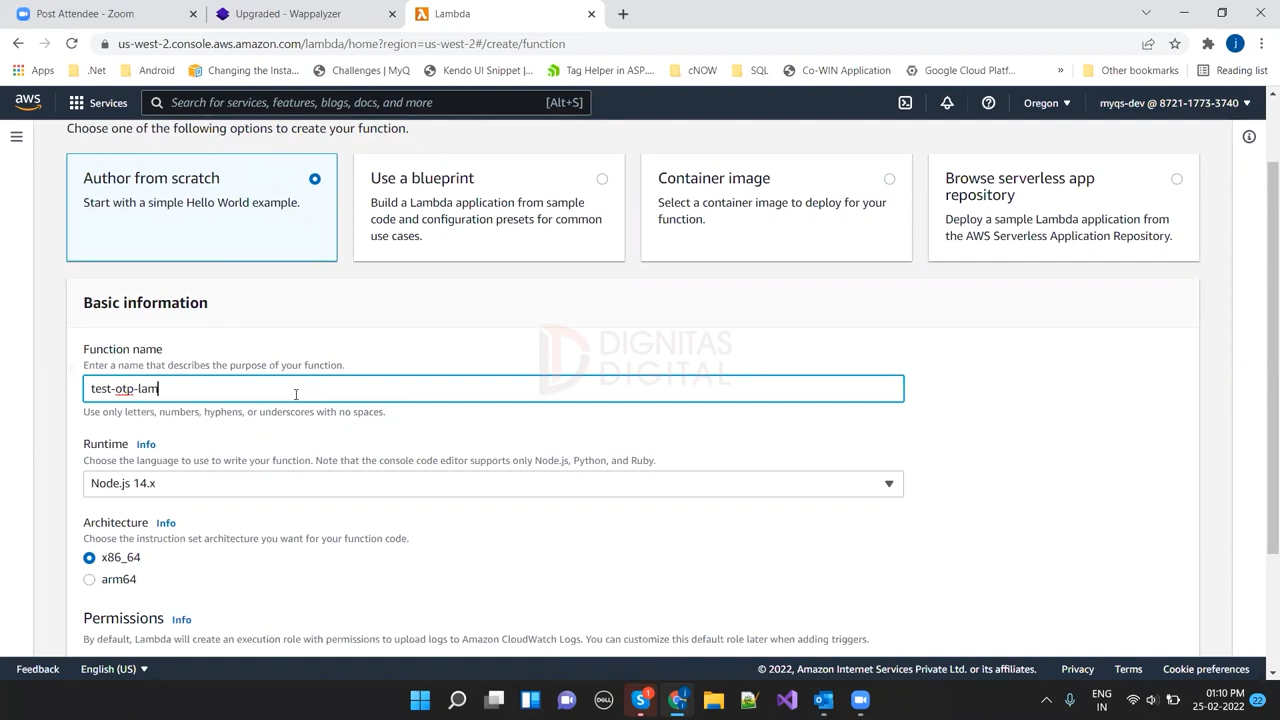 Post Attendee - Zoom
Upgraded - Wappalyzer
Lambda
us-west-2.console.aws.amazon.com/lambda/home?region=us-west-2#/create/function
j
Apps
.Net
Android
Changing the Insta...
Challenges | MyQ
Kendo UI Snippet |...
Tag Helper in ASP....
cNOW
SQL
Co-WIN Application
Google Cloud Platf...
»
Other bookmarks
Reading list
aws
Services
Search for services, features, blogs, docs, and more
[Alt+S]
Oregon
myqs-dev @ 8721-1773-3740
Choose one of the following options to create your function.
Author from scratch
Start with a simple Hello World example.
Use a blueprint
Build a Lambda application from sample
code and configuration presets for common
use cases.
Container image
Select a container image to deploy for your
function.
Browse serverless app
repository
Deploy a sample Lambda application from
the AWS Serverless Application Repository.
Basic information
DIGNITAS
DIGITAL
Function name
Enter a name that describes the purpose of your function.
test-otp-lam
Use only letters, numbers, hyphens, or underscores with no spaces.
Runtime Info
Choose the language to use to write your function. Note that the console code editor supports only Node.js, Python, and Ruby.
Node.js 14.x
Architecture Info
Choose the instruction set architecture you want for your function code.
x86_64
arm64
Permissions Info
By default, Lambda will create an execution role with permissions to upload logs to Amazon CloudWatch Logs. You can customize this default role later when adding triggers.
Feedback
English (US)
© 2022, Amazon Internet Services Private Ltd. or its affiliates.
Privacy
Terms
Cookie preferences
DELL
1
ENG
IN
01:10 PM
25-02-2022
22